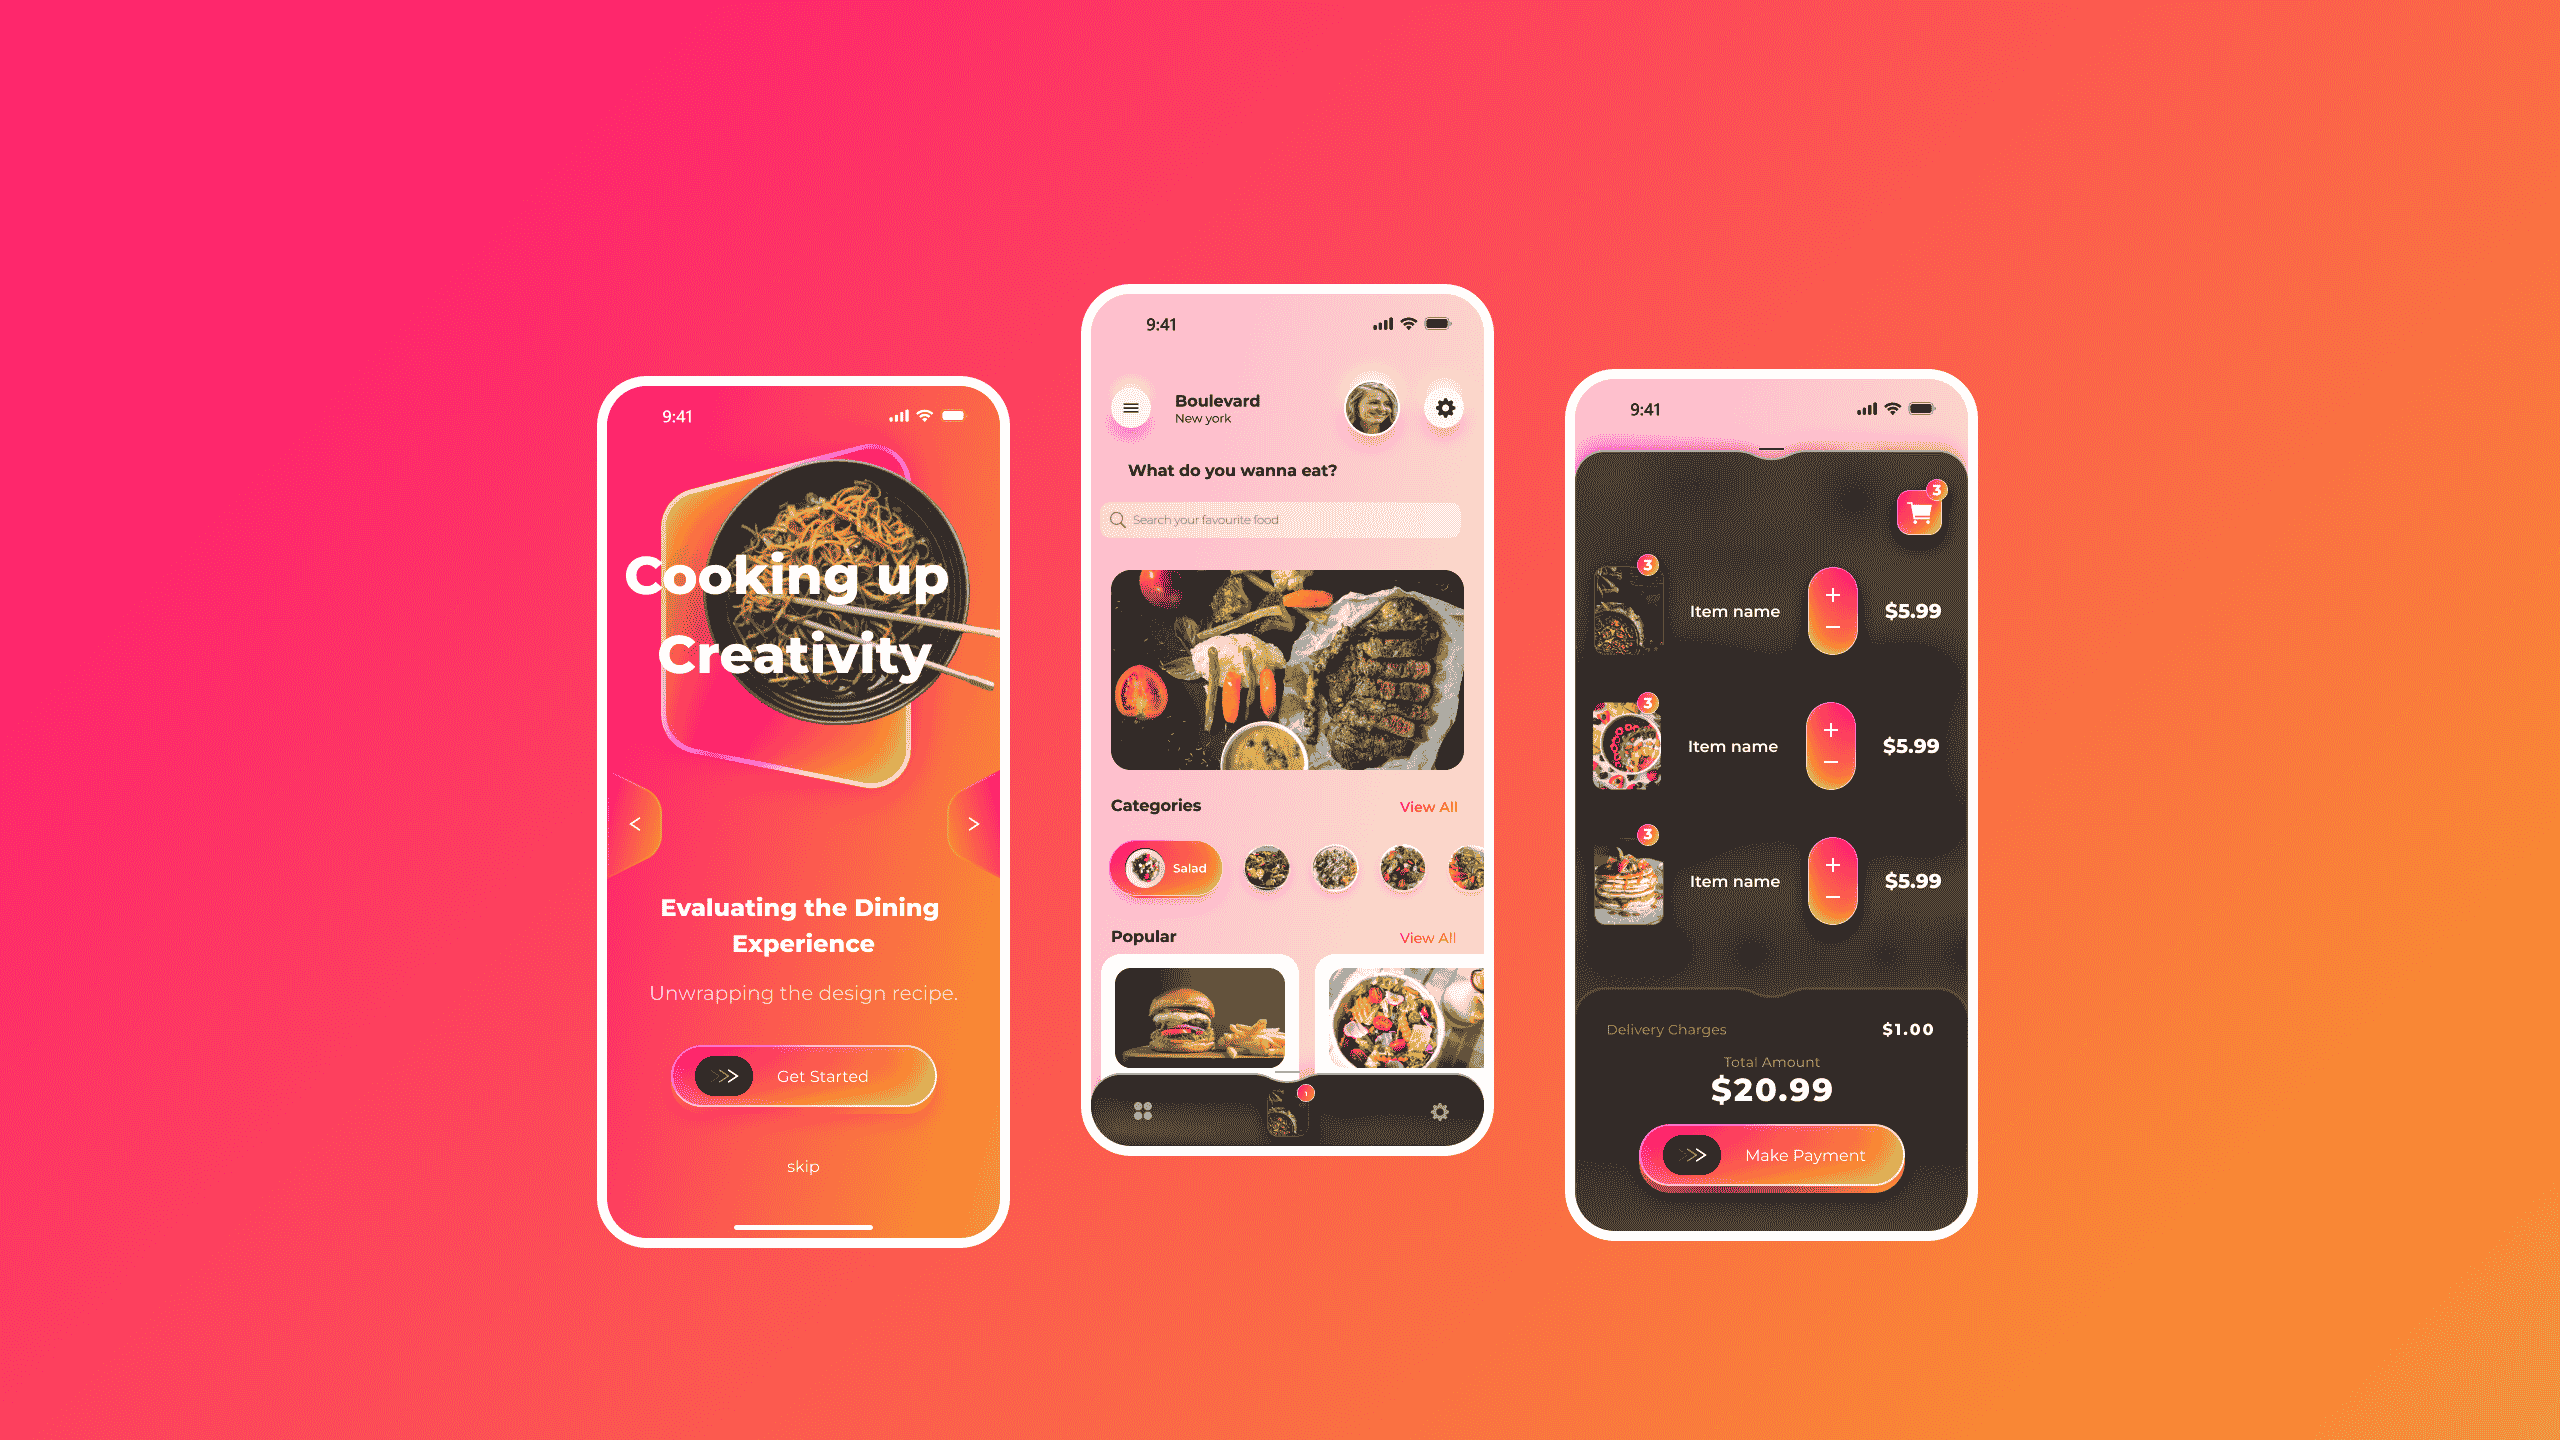 9:41
Cooking up
Creativity
<
>
Evaluating the Dining
Experience
Unwrapping the design recipe.
Get Started
skip
9:41
Boulevard
New york
What do you wanna eat?
Search your favourite food
Categories
View All
Salad
Popular
View All
1
9:41
3
3
Item name
+
−
$5.99
3
Item name
+
−
$5.99
3
Item name
+
−
$5.99
Delivery Charges
$1.00
Total Amount
$20.99
Make Payment